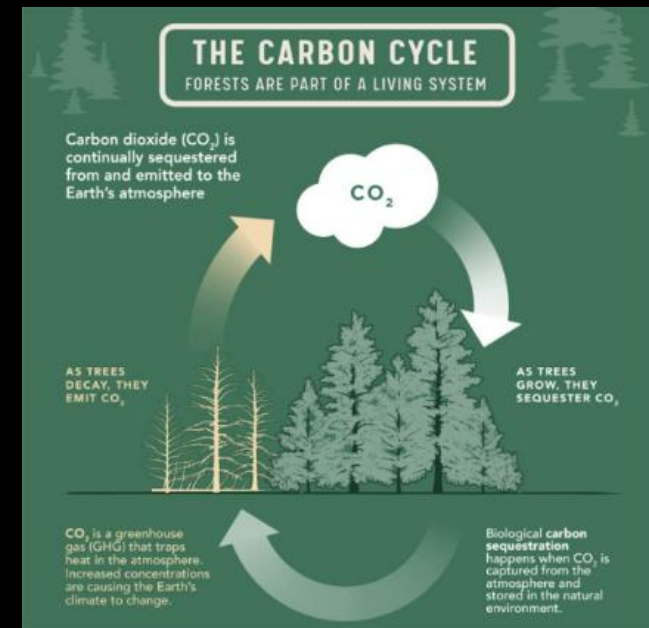 THE CARBON CYCLE
FORESTS ARE PART OF A LIVING SYSTEM
Carbon dioxide (CO₂) is
continually sequestered
from and emitted to the
Earth's atmosphere
CO₂
AS TREES
DECAY, THEY
EMIT CO₂
AS TREES
GROW, THEY
SEQUESTER CO₂
CO₂ is a greenhouse
gas (GHG) that traps
heat in the atmosphere.
Increased concentrations
are causing the Earth's
climate to change.
Biological carbon
sequestration
happens when CO₂ is
captured from the
atmosphere and
stored in the natural
environment.